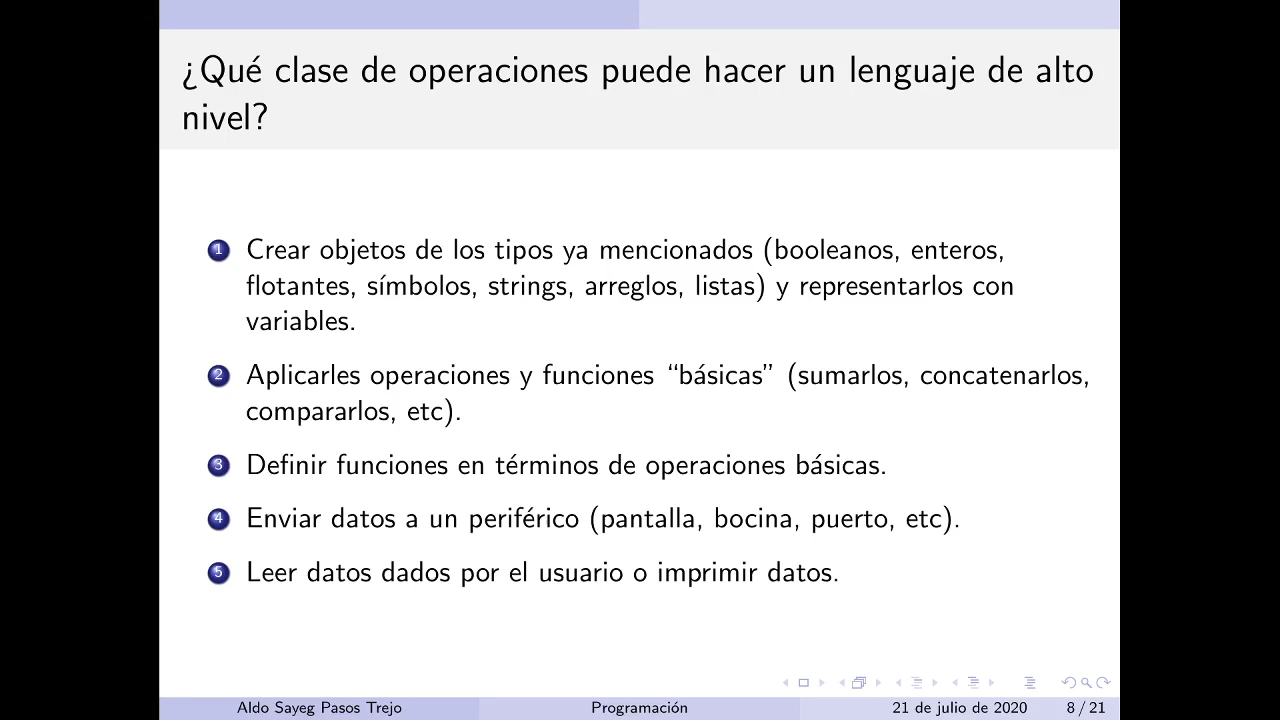 ¿Qué clase de operaciones puede hacer un lenguaje de alto
nivel?
1 Crear objetos de los tipos ya mencionados (booleanos, enteros,
flotantes, símbolos, strings, arreglos, listas) y representarlos con
variables.
2 Aplicarles operaciones y funciones “básicas” (sumarlos, concatenarlos,
compararlos, etc).
3 Definir funciones en términos de operaciones básicas.
4 Enviar datos a un periférico (pantalla, bocina, puerto, etc).
5 Leer datos dados por el usuario o imprimir datos.
Aldo Sayeg Pasos Trejo Programación 21 de julio de 2020 8 / 21